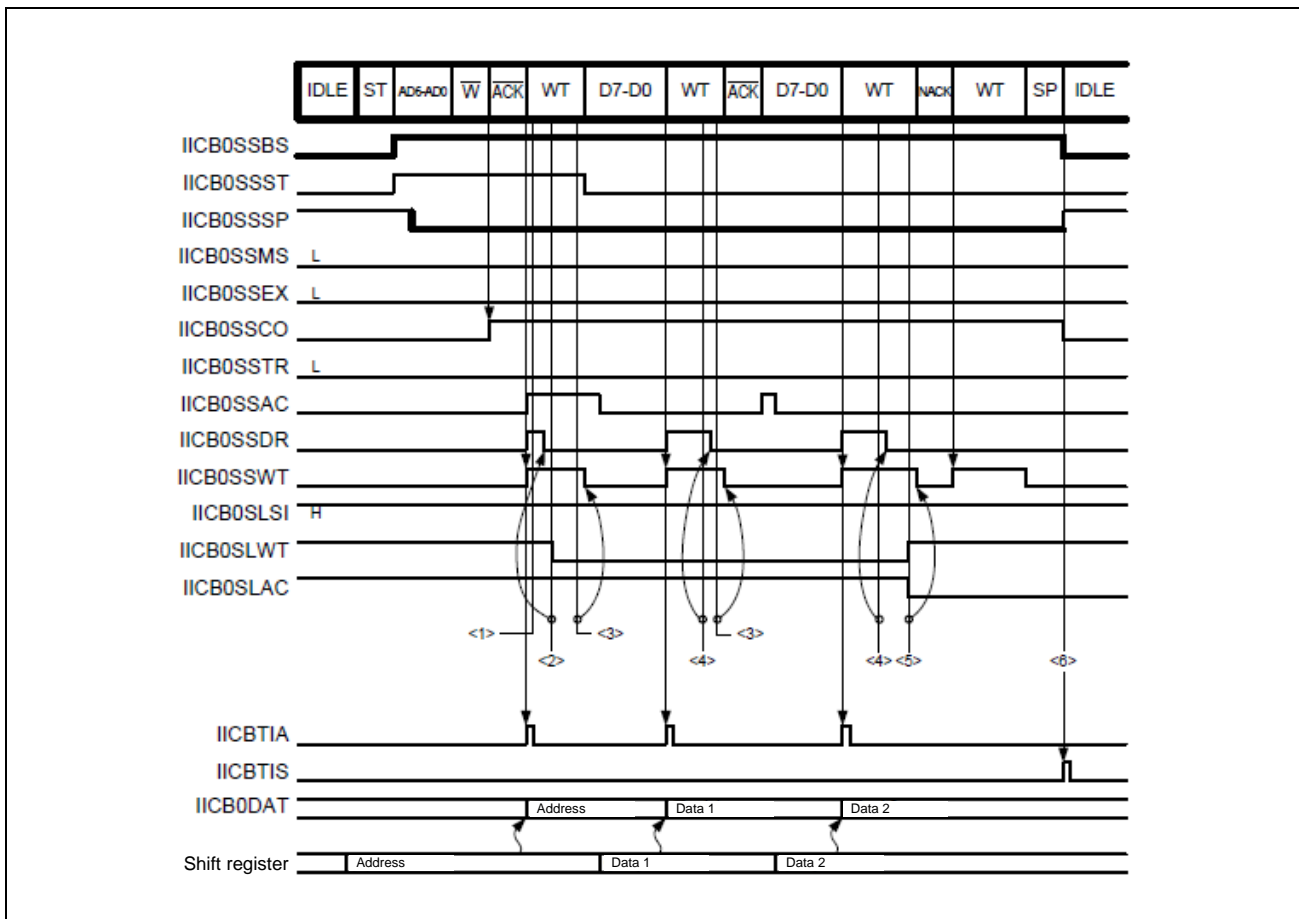 IDLE ST AD6-AD0 W ACK WT D7-D0 WT ACK D7-D0 WT NACK WT SP IDLE
IICB0SSBS
IICB0SSST
IICB0SSSP
IICB0SSMS L
IICB0SSEX L
IICB0SSCO
IICB0SSTR L
IICB0SSAC
IICB0SSDR
IICB0SSWT
IICB0SLSI H
IICB0SLWT
IICB0SLAC
<1> <3> <3>
<2> <4> <4> <5> <6>
IICBTIA
IICBTIS
IICB0DAT Address Data 1 Data 2
Shift register Address Data 1 Data 2